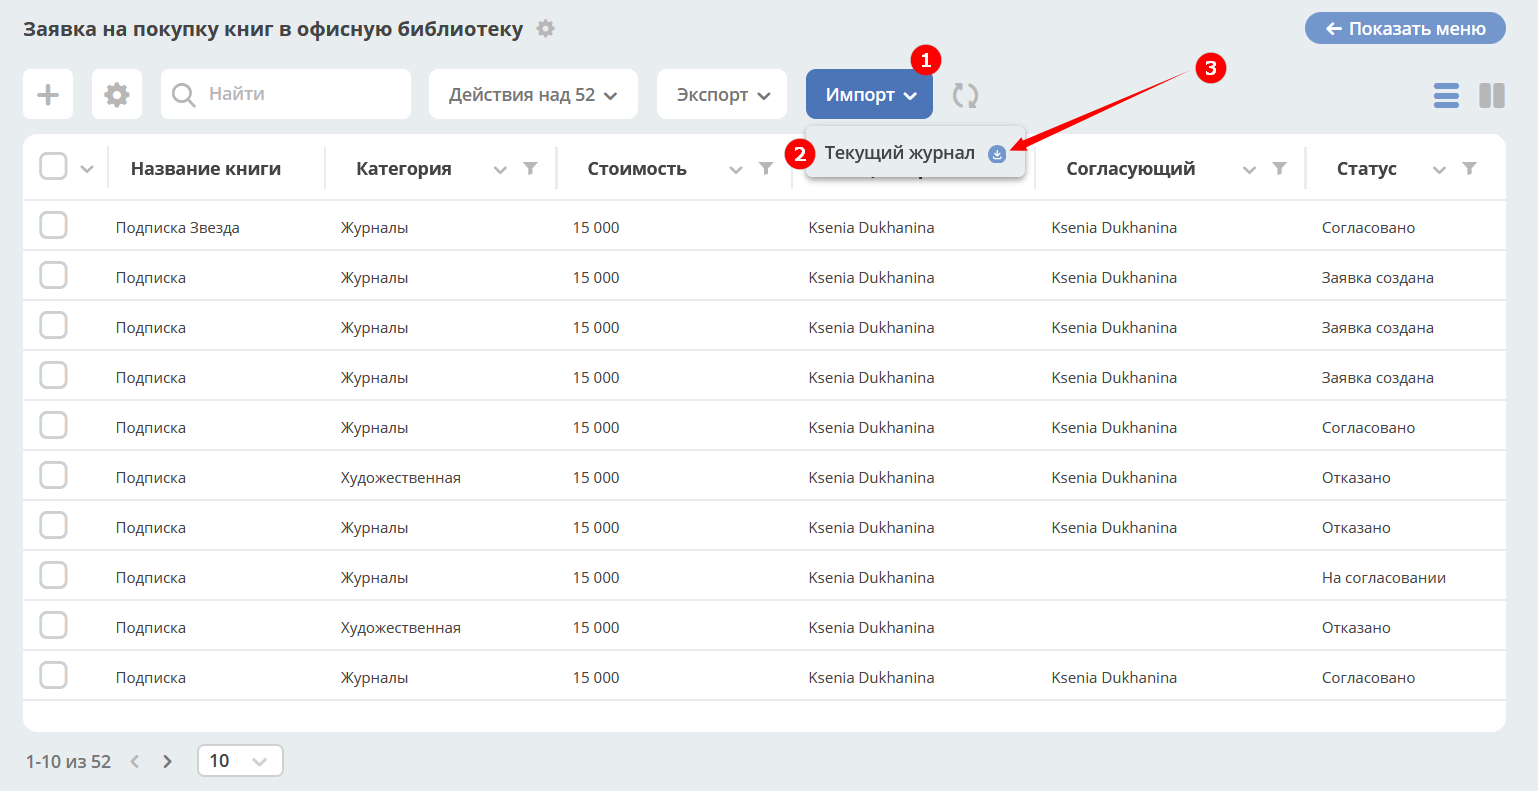 Заявка на покупку книг в офисную библиотеку
Показать меню
Найти
Действия над 52
Экспорт
Импорт
1
3
2
Текущий журнал
Название книги Категория Стоимость Согласующий Статус
Подписка Звезда Журналы 15 000 Ksenia Dukhanina Ksenia Dukhanina Согласовано
Подписка Журналы 15 000 Ksenia Dukhanina Ksenia Dukhanina Заявка создана
Подписка Журналы 15 000 Ksenia Dukhanina Ksenia Dukhanina Заявка создана
Подписка Журналы 15 000 Ksenia Dukhanina Ksenia Dukhanina Заявка создана
Подписка Журналы 15 000 Ksenia Dukhanina Ksenia Dukhanina Согласовано
Подписка Художественная 15 000 Ksenia Dukhanina Ksenia Dukhanina Отказано
Подписка Журналы 15 000 Ksenia Dukhanina Ksenia Dukhanina Отказано
Подписка Журналы 15 000 Ksenia Dukhanina На согласовании
Подписка Художественная 15 000 Ksenia Dukhanina Отказано
Подписка Журналы 15 000 Ksenia Dukhanina Ksenia Dukhanina Согласовано
1-10 из 52
10